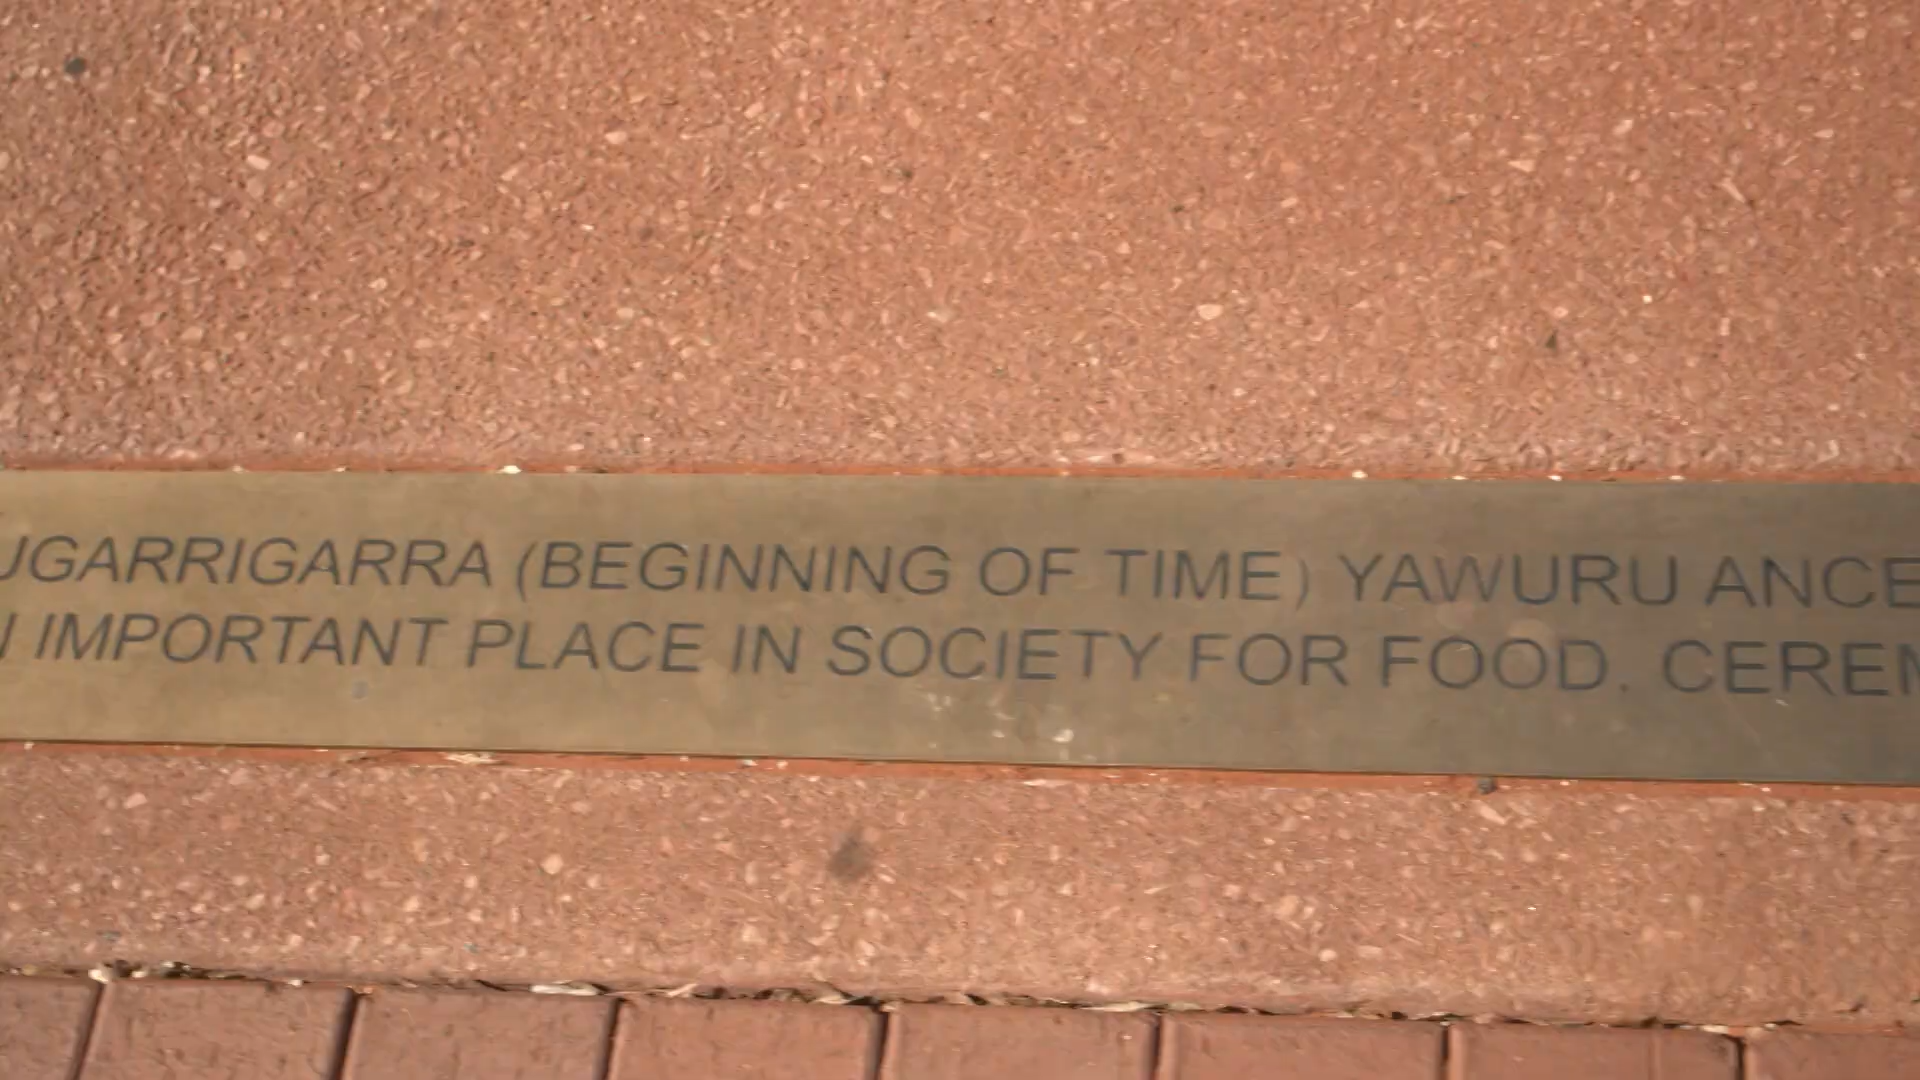 UGARRIGARRA (BEGINNING OF TIME) YAWURU ANCE
IMPORTANT PLACE IN SOCIETY FOR FOOD. CEREM